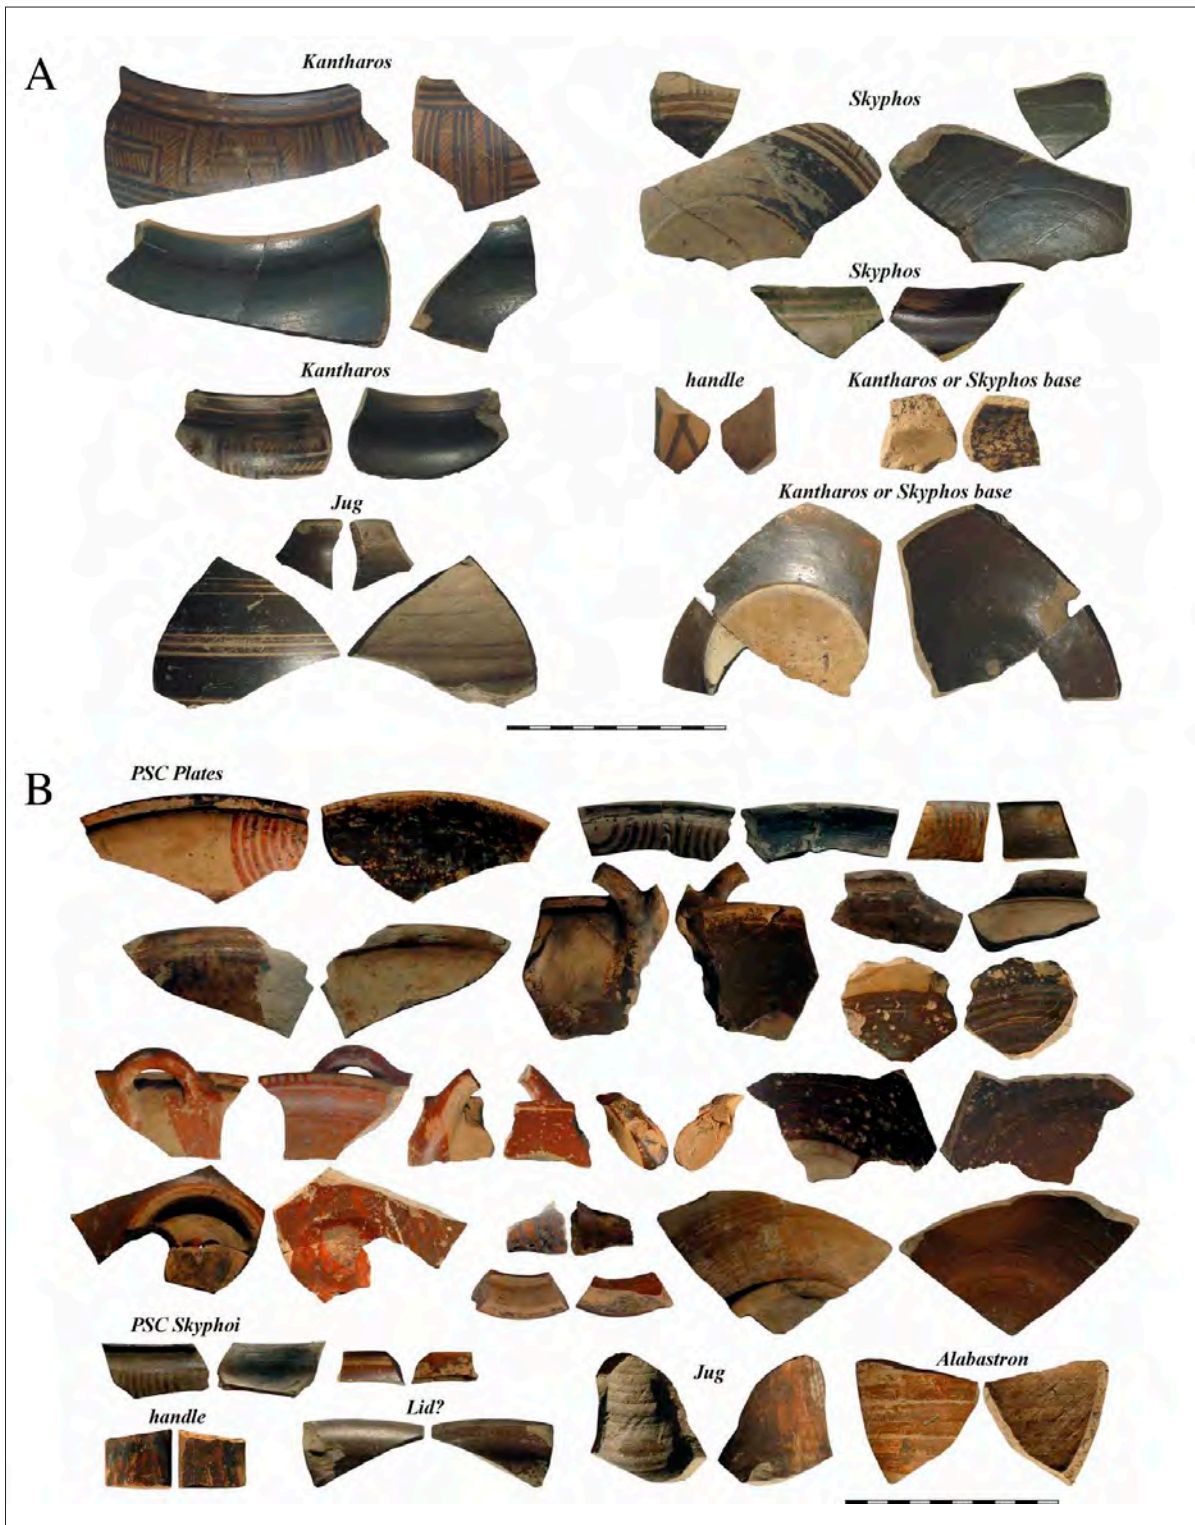 A
Kantharos
Skyphos
Skyphos
Kantharos
handle
Kantharos or Skyphos base
Jug
Kantharos or Skyphos base
B
PSC Plates
PSC Skyphoi
Jug
Alabastron
handle
Lid?